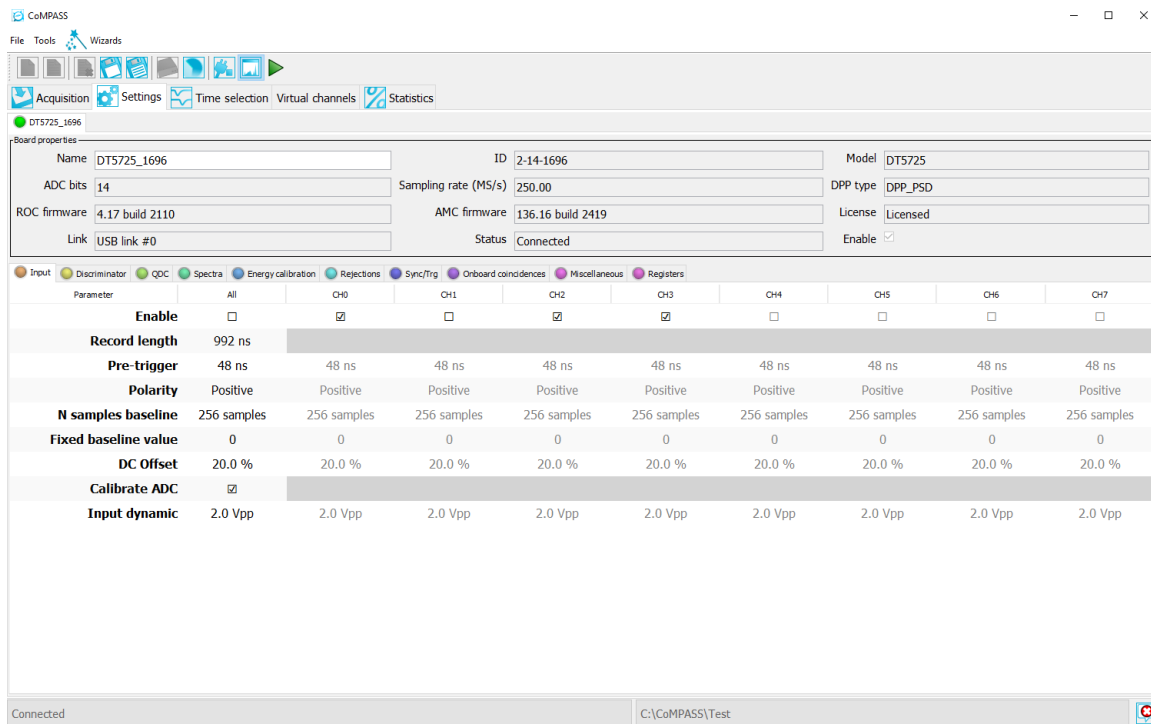 CoMPASS
File Tools Wizards
Acquisition Settings Time selection Virtual channels Statistics
DT5725_1696
Board properties
Name DT5725_1696 ID 2-14-1696 Model DT5725
ADC bits 14 Sampling rate (MS/s) 250.00 DPP type DPP_PSD
ROC firmware 4.17 build 2110 AMC firmware 136.16 build 2419 License Licensed
Link USB link #0 Status Connected Enable
Input Discriminator QDC Spectra Energy calibration Rejections Sync/Trg Onboard coincidences Miscellaneous Registers
Parameter All CH0 CH1 CH2 CH3 CH4 CH5 CH6 CH7
Enable
Record length 992 ns
Pre-trigger 48 ns 48 ns 48 ns 48 ns 48 ns 48 ns 48 ns 48 ns 48 ns
Polarity Positive Positive Positive Positive Positive Positive Positive Positive Positive
N samples baseline 256 samples 256 samples 256 samples 256 samples 256 samples 256 samples 256 samples 256 samples 256 samples
Fixed baseline value 0 0 0 0 0 0 0 0 0
DC Offset 20.0 % 20.0 % 20.0 % 20.0 % 20.0 % 20.0 % 20.0 % 20.0 % 20.0 %
Calibrate ADC
Input dynamic 2.0 Vpp 2.0 Vpp 2.0 Vpp 2.0 Vpp 2.0 Vpp 2.0 Vpp 2.0 Vpp 2.0 Vpp 2.0 Vpp
Connected C:\CoMPASS\Test